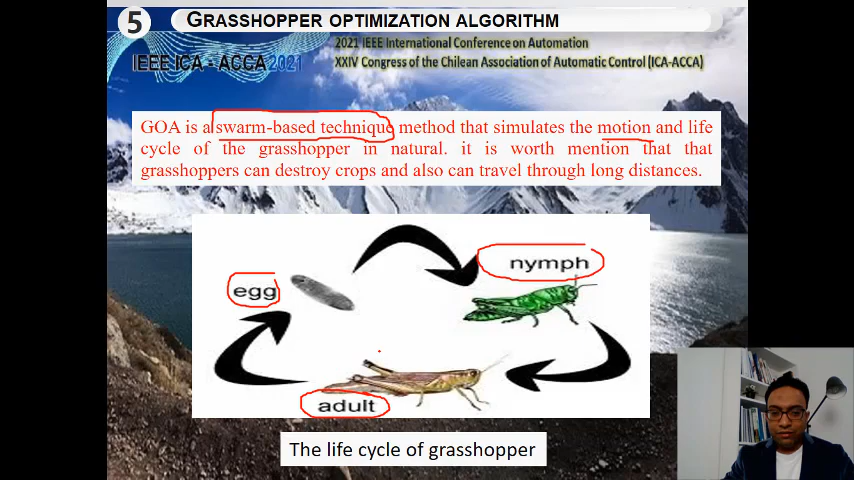 5
GRASSHOPPER OPTIMIZATION ALGORITHM
IEEE ICA - ACCA 2021
2021 IEEE International Conference on Automation
XXIV Congress of the Chilean Association of Automatic Control (ICA-ACCA)
GOA is a swarm-based technique method that simulates the motion and life
cycle of the grasshopper in natural. it is worth mention that that
grasshoppers can destroy crops and also can travel through long distances.
egg
nymph
adult
The life cycle of grasshopper